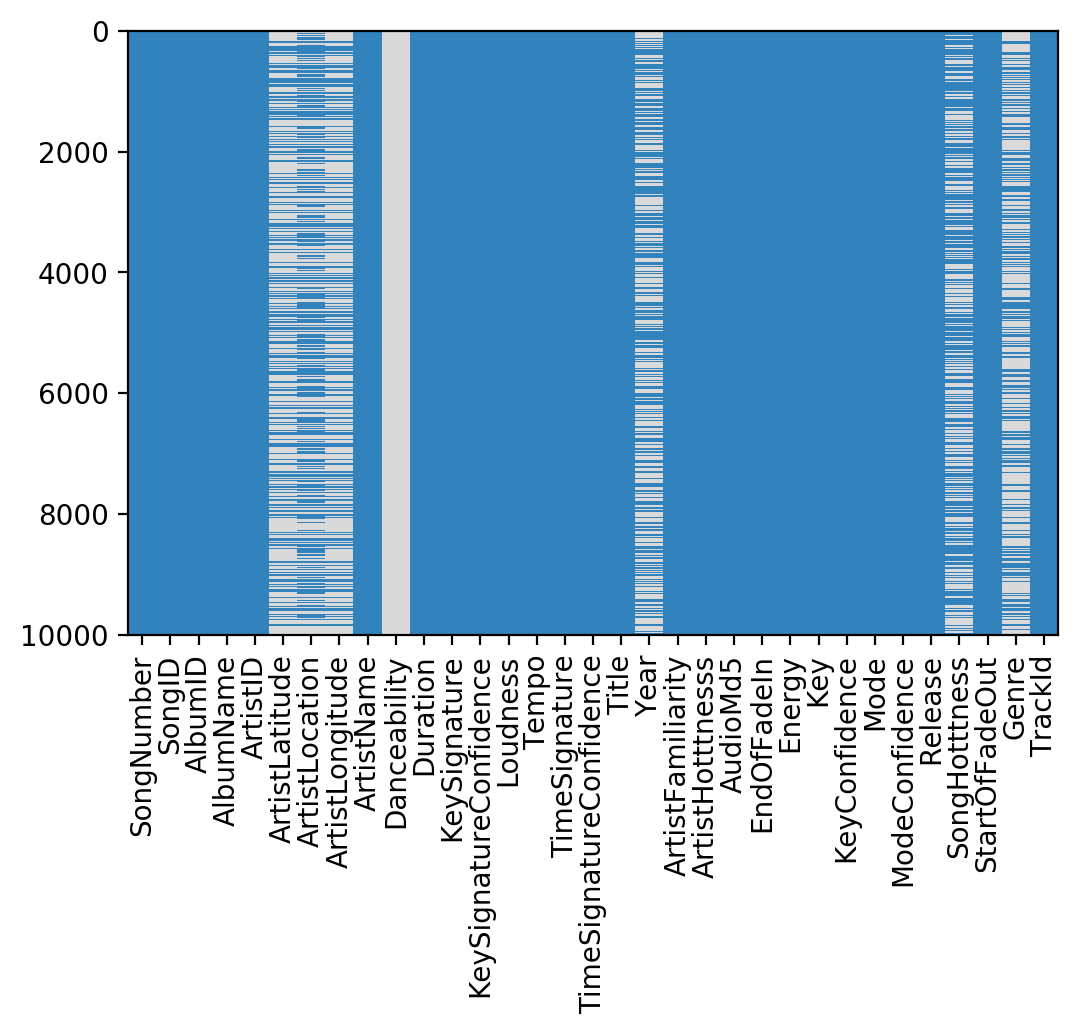 0
2000
4000
6000
8000
10000
SongNumber
SongID
AlbumID
AlbumName
ArtistID
ArtistLatitude
ArtistLocation
ArtistLongitude
ArtistName
Danceability
Duration
KeySignature
KeySignatureConfidence
Loudness
Tempo
TimeSignature
TimeSignatureConfidence
Title
Year
ArtistFamiliarity
ArtistHotttnesss
AudioMd5
EndOfFadeIn
Energy
Key
KeyConfidence
Mode
ModeConfidence
Release
SongHotttness
StartOfFadeOut
Genre
TrackId